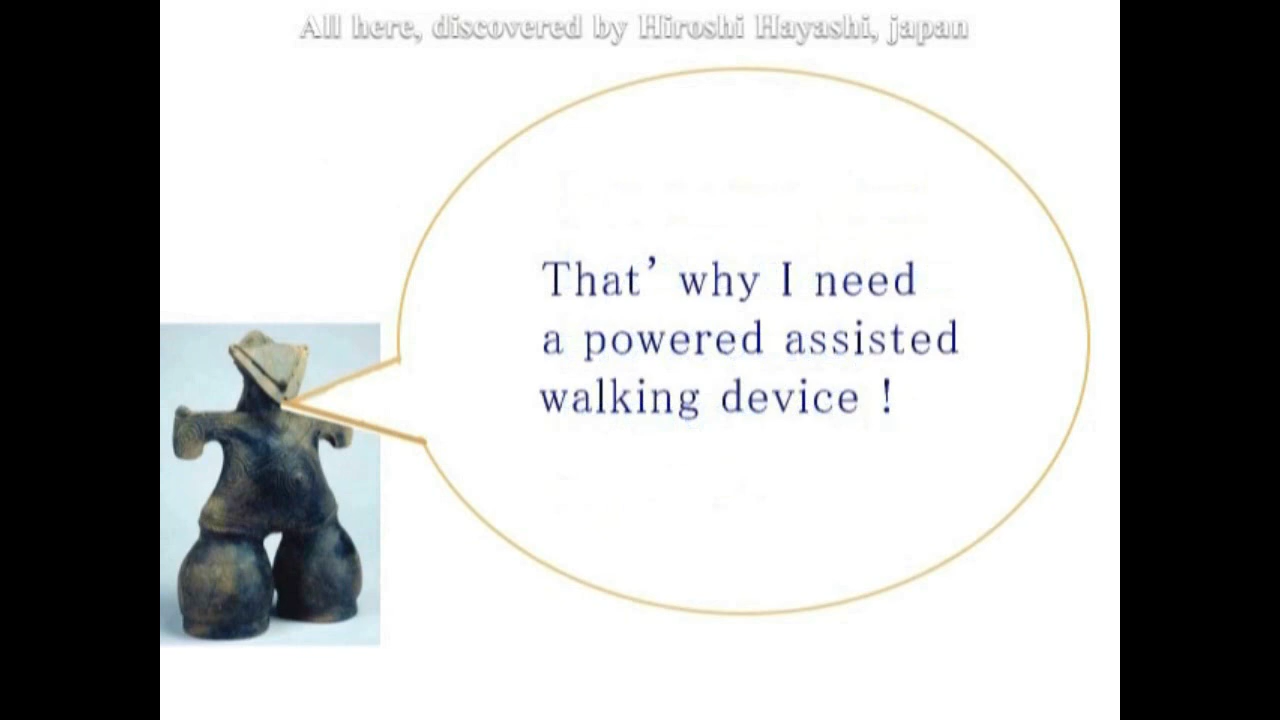 All here, discovered by Hiroshi Hayashi, japan
That’ why I need
a powered assisted
walking device !